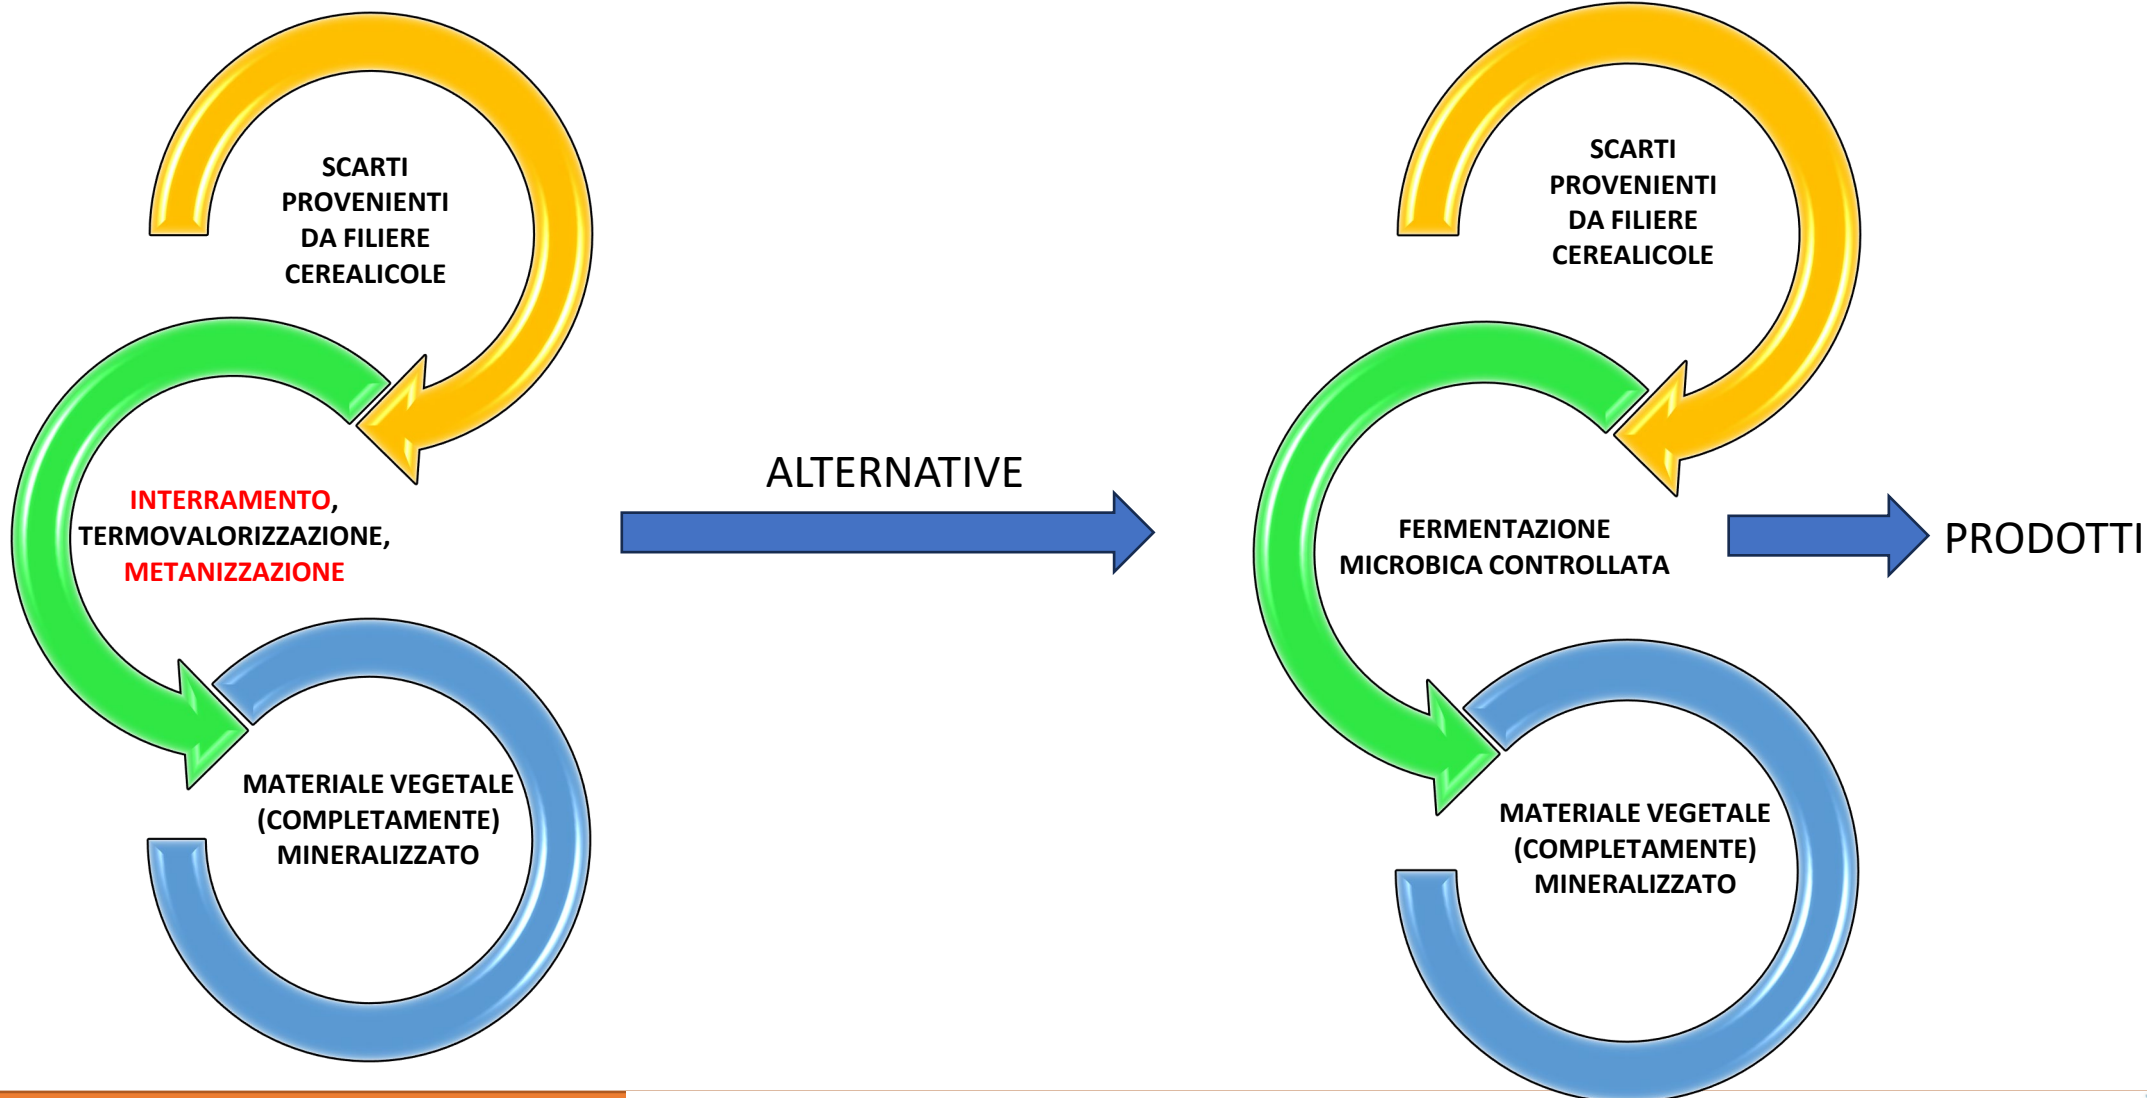 SCARTI
PROVENIENTI
DA FILIERE
CEREALICOLE
INTERRAMENTO,
TERMOVALORIZZAZIONE,
METANIZZAZIONE
MATERIALE VEGETALE
(COMPLETAMENTE)
MINERALIZZATO
ALTERNATIVE
SCARTI
PROVENIENTI
DA FILIERE
CEREALICOLE
FERMENTAZIONE
MICROBICA CONTROLLATA
MATERIALE VEGETALE
(COMPLETAMENTE)
MINERALIZZATO
PRODOTTI